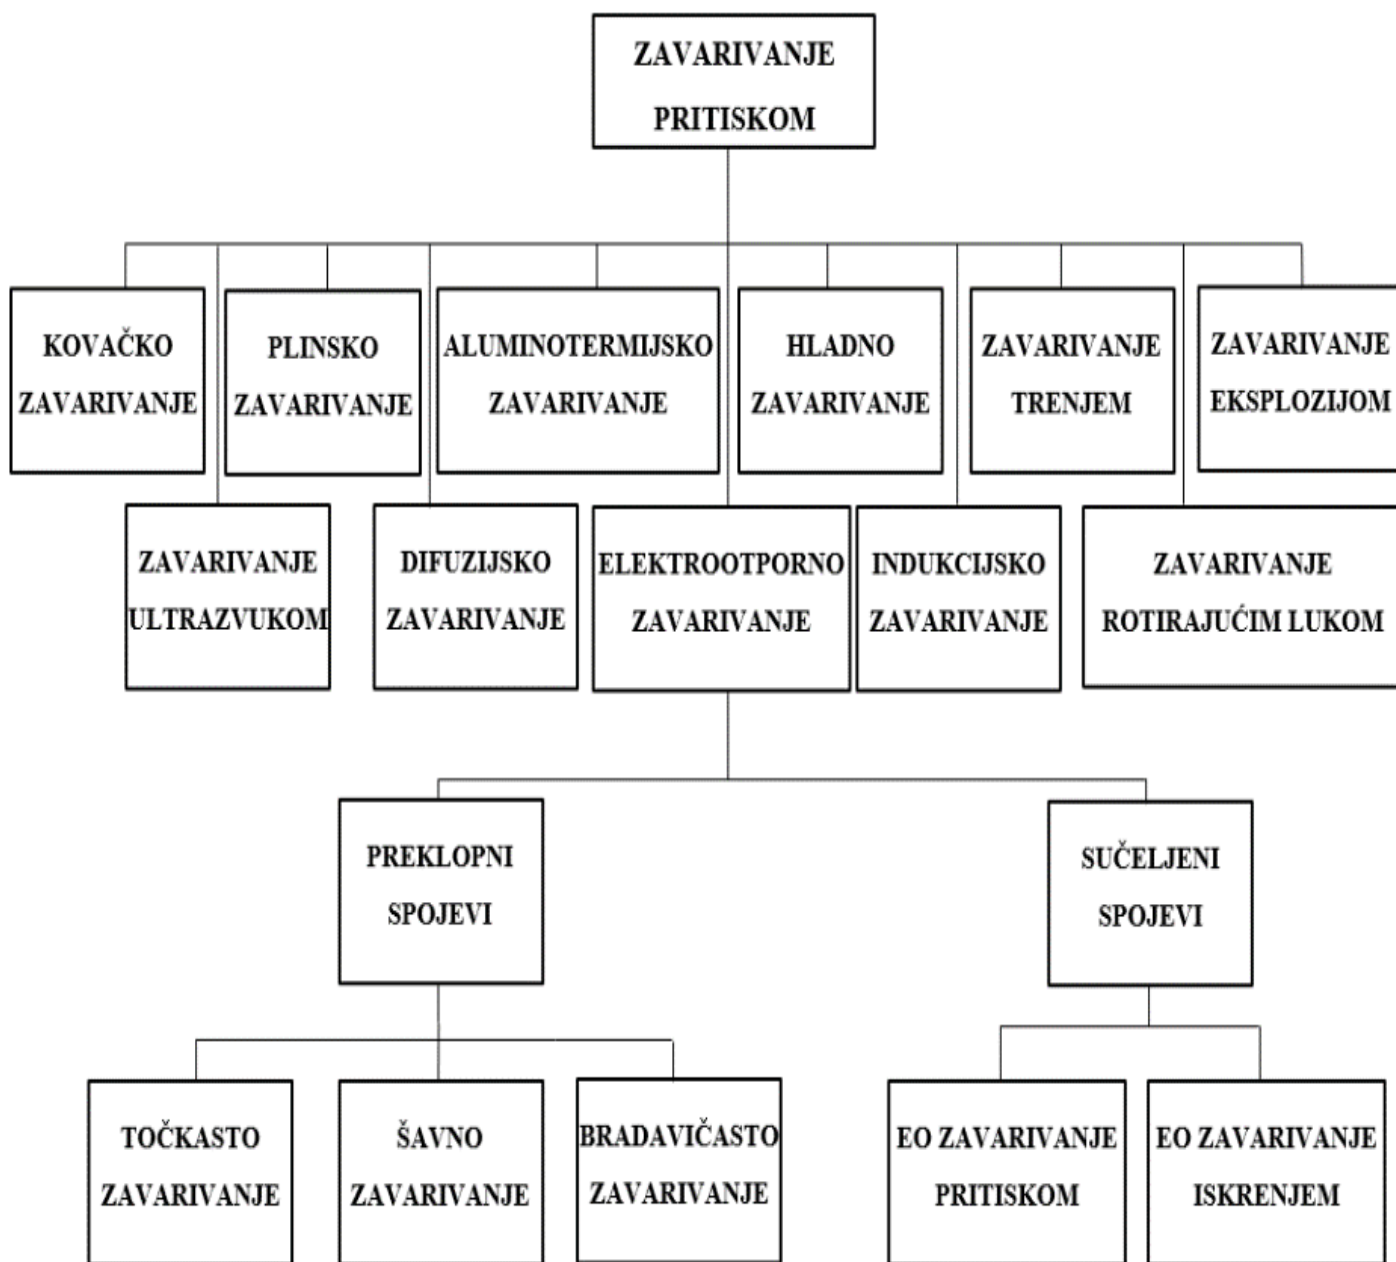 ZAVARIVANJE
PRITISKOM
KOVAČKO
ZAVARIVANJE
PLINSKO
ZAVARIVANJE
ALUMINOTERMIJSKO
ZAVARIVANJE
HLADNO
ZAVARIVANJE
ZAVARIVANJE
TRENJEM
ZAVARIVANJE
EKSPLOZIJOM
ZAVARIVANJE
ULTRAZVUKOM
DIFUZIJSKO
ZAVARIVANJE
ELEKTROOTPORNO
ZAVARIVANJE
INDUKCIJSKO
ZAVARIVANJE
ZAVARIVANJE
ROTIRAJUĆIM LUKOM
PREKLOPNI
SPOJEVI
SUČELJENI
SPOJEVI
TOČKASTO
ZAVARIVANJE
ŠAVNO
ZAVARIVANJE
BRADAVIČASTO
ZAVARIVANJE
EO ZAVARIVANJE
PRITISKOM
EO ZAVARIVANJE
ISKRENJEM